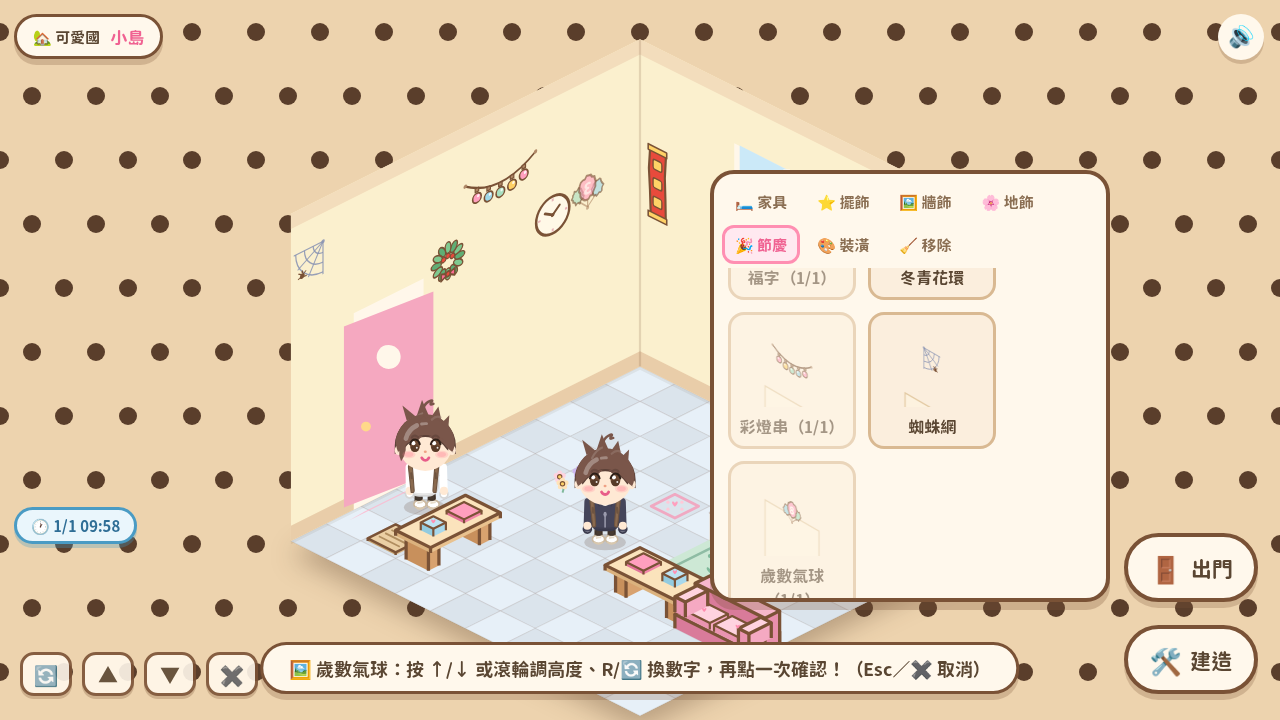 🏡 可愛國 小島
🔊
🛏️ 家具 ⭐ 擺飾 🖼️ 牆飾 🌸 地飾
🎉 節慶 🎨 裝潢 🧹 移除
福字（1/1） 冬青花環
彩燈串（1/1） 蜘蛛網
歲數氣球
（1/1）
🕐 1/1 09:58
🚪 出門
🛠️ 建造
🔄 ▲ ▼ ✖️
🖼️ 歲數氣球：按 ↑/↓ 或滾輪調高度、R/🔄 換數字，再點一次確認！（Esc／✖️ 取消）